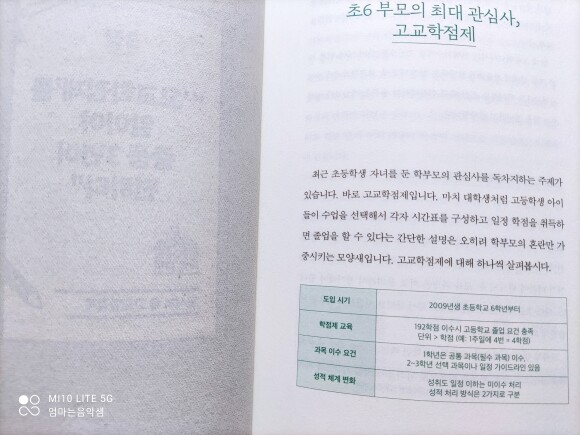 초6 부모의 최대 관심사,
고교학점제
최근 초등학생 자녀를 둔 학부모의 관심사를 독차지하는 주제가
있습니다. 바로 고교학점제입니다. 마치 대학생처럼 고등학생 아이
들이 수업을 선택해서 각자 시간표를 구성하고 일정 학점을 취득하
면 졸업을 할 수 있다는 간단한 설명은 오히려 학부모의 혼란만 가
중시키는 모양새입니다. 고교학점제에 대해 하나씩 살펴봅시다.
도입 시기 2009년생 초등학교 6학년부터
학점제 교육 192학점 이수시 고등학교 졸업 요건 충족
단위 > 학점 (예: 1주일에 4번 = 4학점)
과목 이수 요건 1학년은 공통 과목(필수 과목) 이수.
2~3학년 선택 과목이나 일정 가이드라인 있음
성적 체계 변화 성취도 일정 이하는 미이수 처리
성적 처리 방식은 2가지로 구분
MI10 LITE 5G
엄마는음악샘